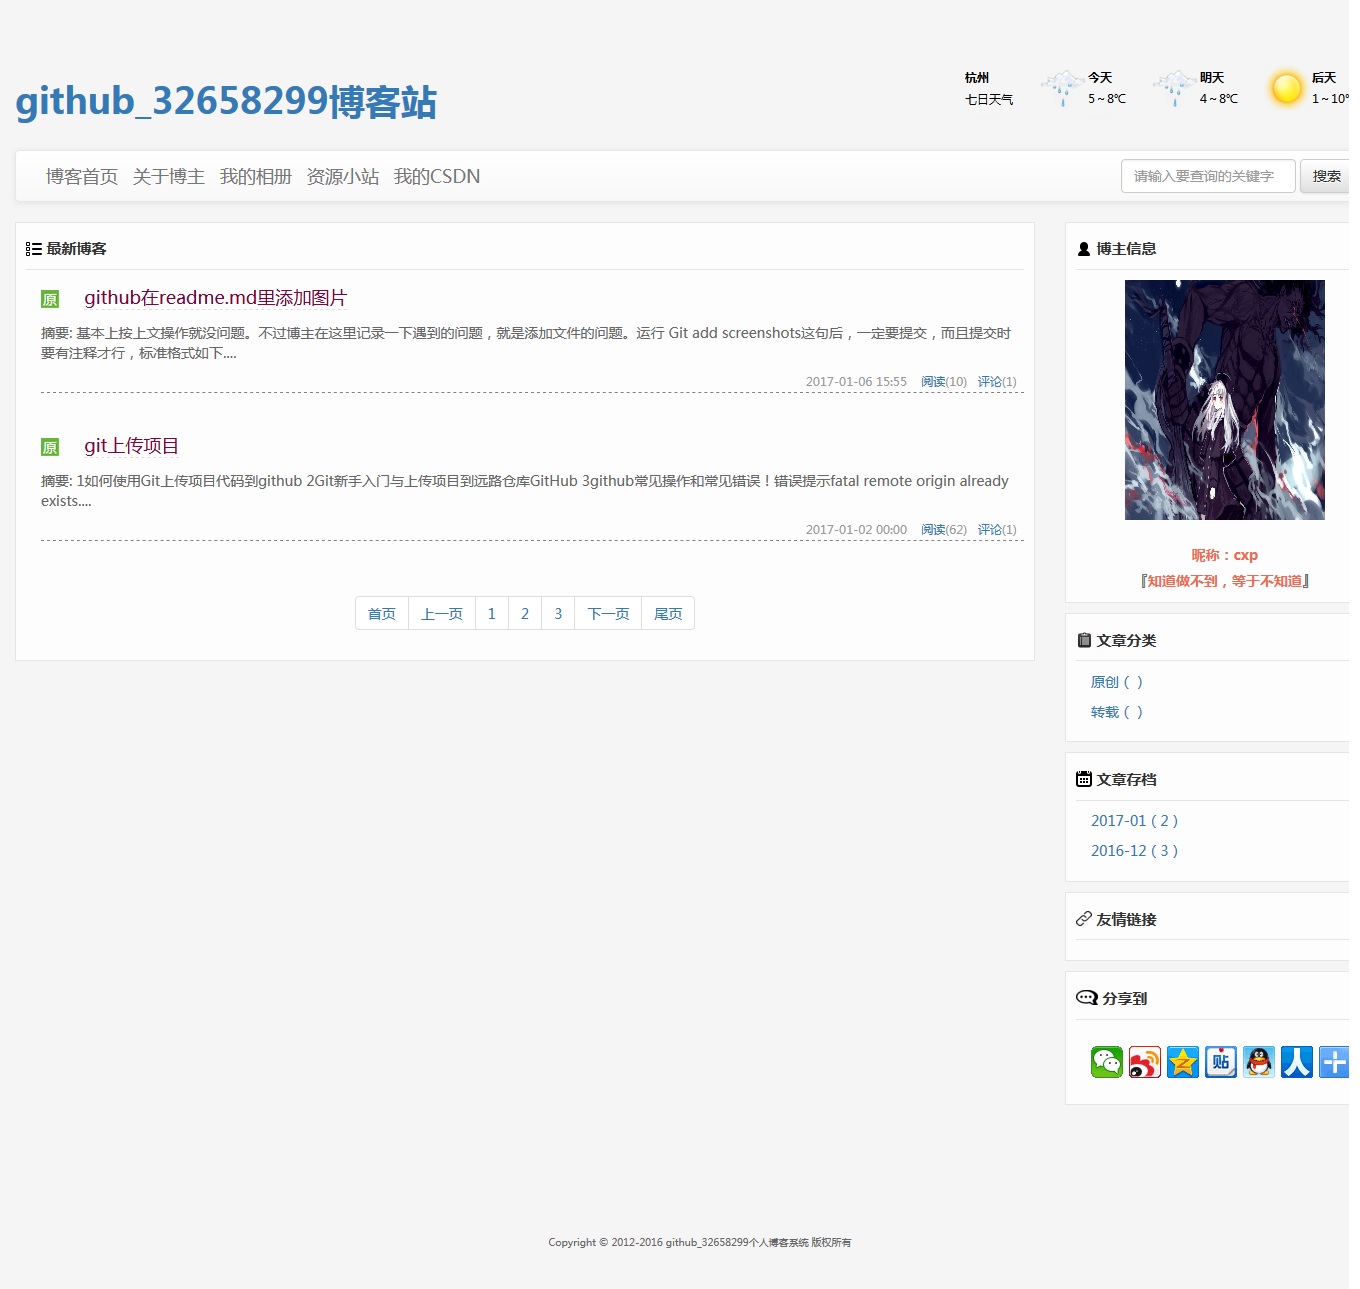 github_32658299博客站
杭州
七日天气
今天
5～8℃
明天
4～8℃
后天
1～10°
博客首页 关于博主 我的相册 资源小站 我的CSDN
请输入要查询的关键字 搜索
最新博客
原 github在readme.md里添加图片
摘要: 基本上按上文操作就没问题。不过博主在这里记录一下遇到的问题，就是添加文件的问题。运行 Git add screenshots这句后，一定要提交，而且提交时
要有注释才行，标准格式如下....
2017-01-06 15:55 阅读(10) 评论(1)
原 git上传项目
摘要: 1如何使用Git上传项目代码到github 2Git新手入门与上传项目到远路仓库GitHub 3github常见操作和常见错误！错误提示fatal remote origin already
exists....
2017-01-02 00:00 阅读(62) 评论(1)
首页 上一页 1 2 3 下一页 尾页
博主信息
昵称：cxp
『知道做不到，等于不知道』
文章分类
原创（ ）
转载（ ）
文章存档
2017-01（2）
2016-12（3）
友情链接
分享到
贴 人
Copyright © 2012-2016 github_32658299个人博客系统 版权所有